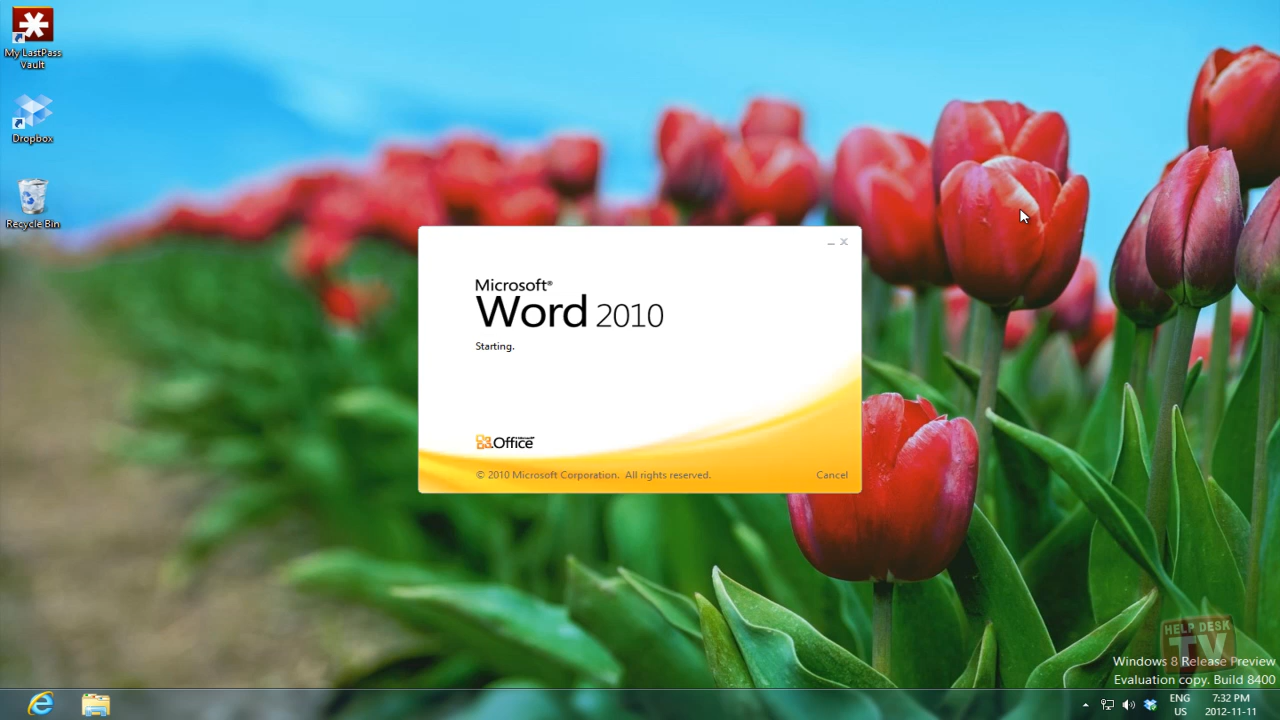 My LastPass
Vault
Dropbox
Recycle Bin
Microsoft®
Word 2010
Starting.
Microsoft
Office
© 2010 Microsoft Corporation. All rights reserved.
Cancel
HELP DESK
TV
Windows 8 Release Preview
Evaluation copy. Build 8400
ENG
US
7:32 PM
2012-11-11